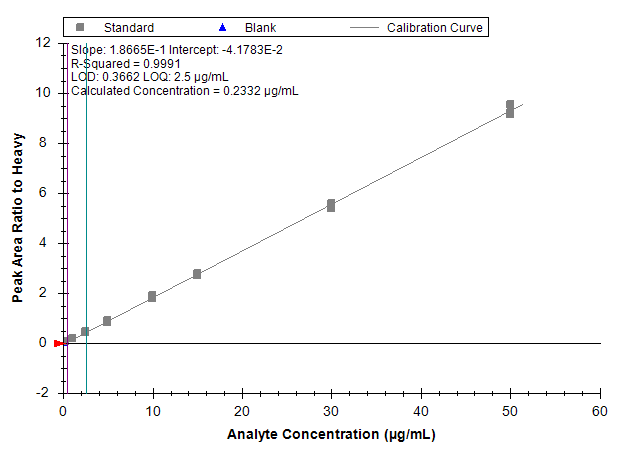 Standard Blank Calibration Curve
Slope: 1.8665E-1 Intercept: -4.1783E-2
R-Squared = 0.9991
LOD: 0.3662 LOQ: 2.5 µg/mL
Calculated Concentration = 0.2332 µg/mL
Peak Area Ratio to Heavy
12
10
8
6
4
2
0
-2
0 10 20 30 40 50 60
Analyte Concentration (µg/mL)